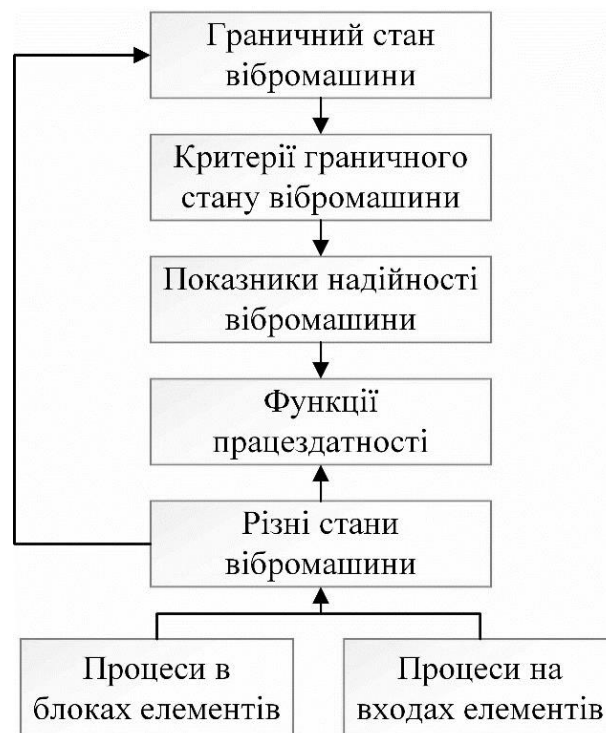 Граничний стан
вібромашини
Критерії граничного
стану вібромашини
Показники надійності
вібромашини
Функції
працездатності
Різні стани
вібромашини
Процеси в
блоках елементів
Процеси на
входах елементів